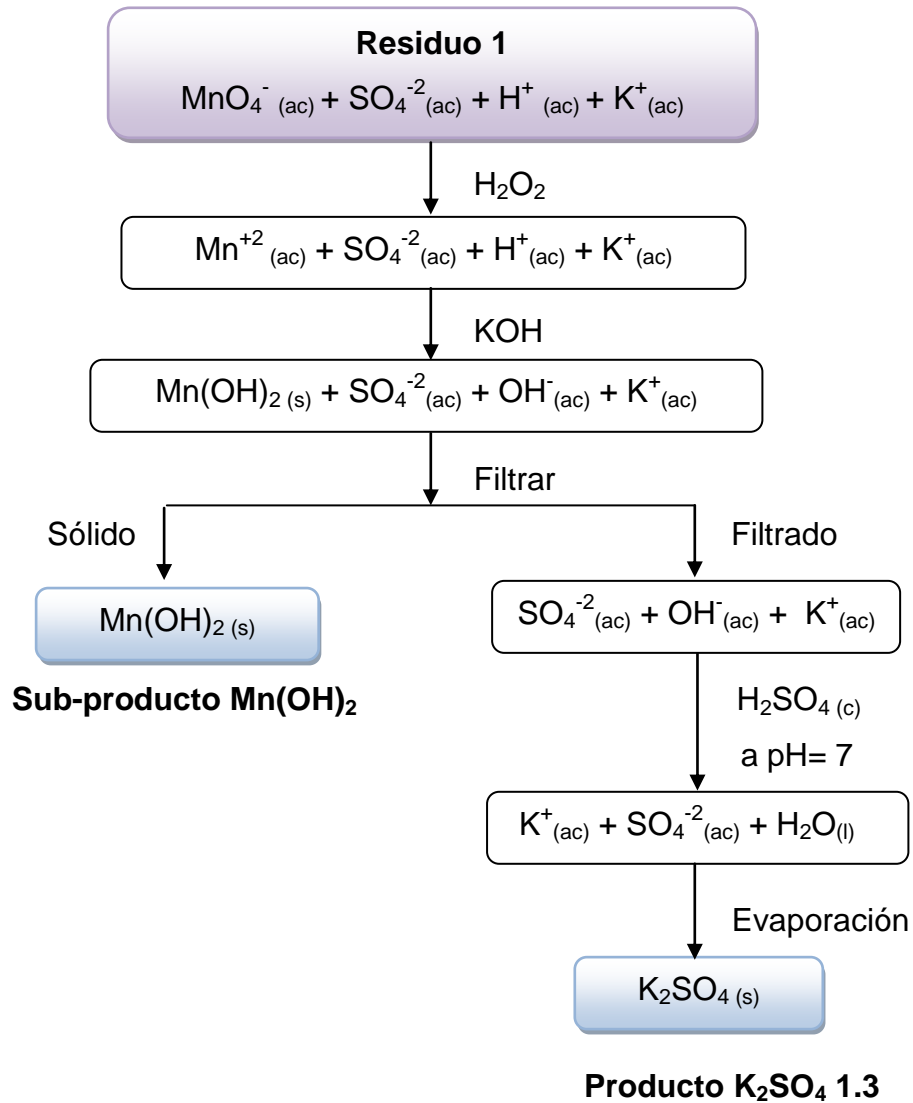 Residuo 1
MnO₄⁻ (ac) + SO₄⁻²(ac) + H⁺ (ac) + K⁺(ac)
H₂O₂
Mn⁺² (ac) + SO₄⁻²(ac) + H⁺(ac) + K⁺(ac)
KOH
Mn(OH)₂ (s) + SO₄⁻²(ac) + OH⁻(ac) + K⁺(ac)
Filtrar
Sólido
Filtrado
Mn(OH)₂ (s)
Sub-producto Mn(OH)₂
SO₄⁻²(ac) + OH⁻(ac) + K⁺(ac)
H₂SO₄ (c)
a pH= 7
K⁺(ac) + SO₄⁻²(ac) + H₂O(l)
Evaporación
K₂SO₄ (s)
Producto K₂SO₄ 1.3